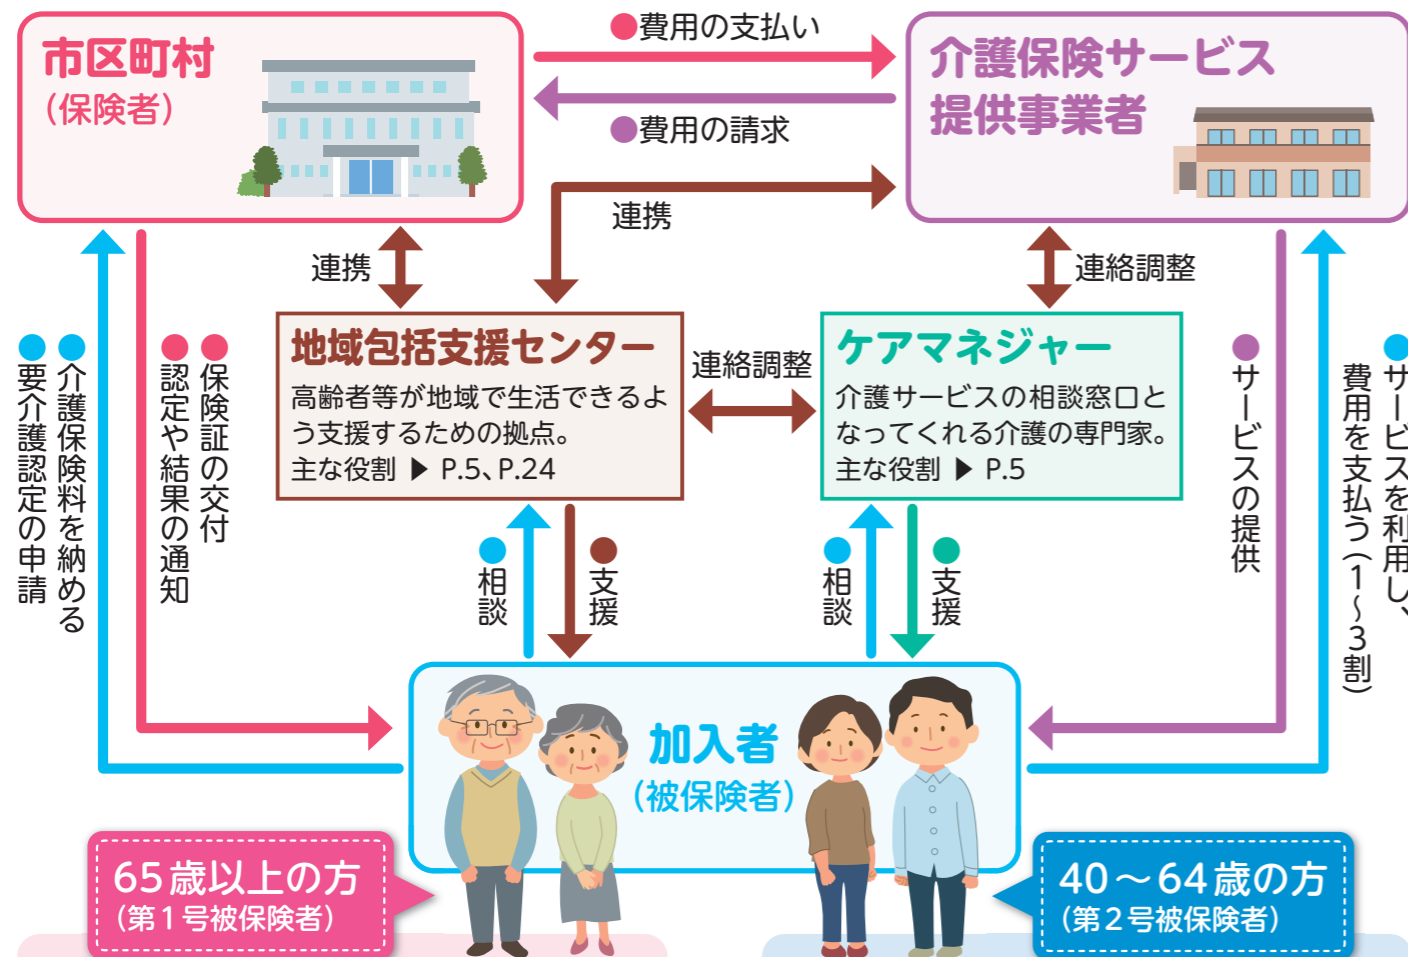 市区町村
(保険者)
●費用の支払い
●費用の請求
介護保険サービス
提供事業者
連携
連携
連絡調整
地域包括支援センター
高齢者等が地域で生活できるよ
う支援するための拠点。
主な役割 ▶ P.5、P.24
連絡調整
ケアマネジャー
介護サービスの相談窓口と
なってくれる介護の専門家。
主な役割 ▶ P.5
●介護保険料を納める
●要介護認定の申請
●保険証の交付
●認定や結果の通知
●相談
●支援
●相談
●支援
●サービスの提供
●サービスを利用し、
費用を支払う(1〜3割)
加入者
(被保険者)
65歳以上の方
(第1号被保険者)
40〜64歳の方
(第2号被保険者)